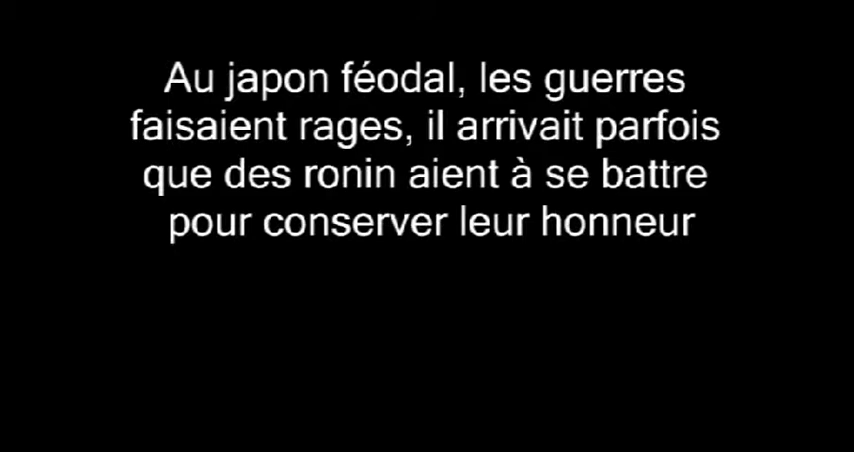 Au japon féodal, les guerres
faisaient rages, il arrivait parfois
que des ronin aient à se battre
pour conserver leur honneur